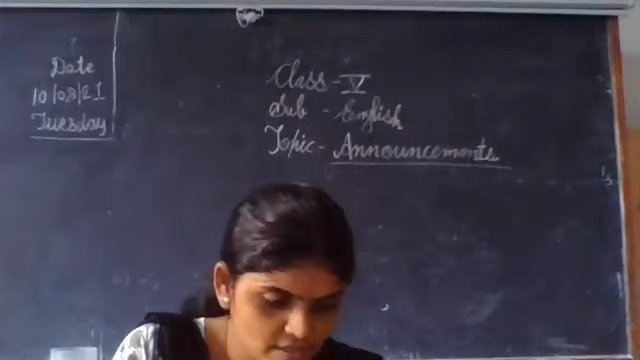 Date
10/08/21
Tuesday
Class - V
Sub - English
Topic - Announcements